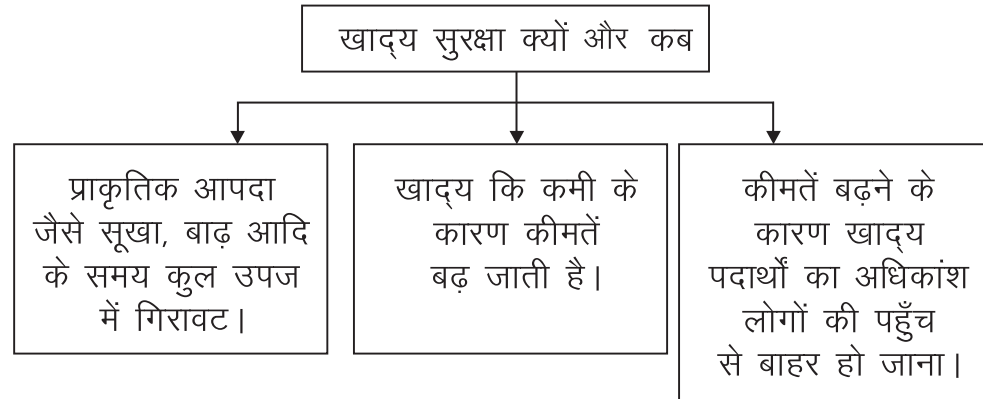 खाद्य सुरक्षा क्यों और कब
प्राकृतिक आपदा
जैसे सूखा, बाढ़ आदि
के समय कुल उपज
में गिरावट।
खाद्य कि कमी के
कारण कीमतें
बढ़ जाती है।
कीमतें बढ़ने के
कारण खाद्य
पदार्थों का अधिकांश
लोगों की पहुँच
से बाहर हो जाना।